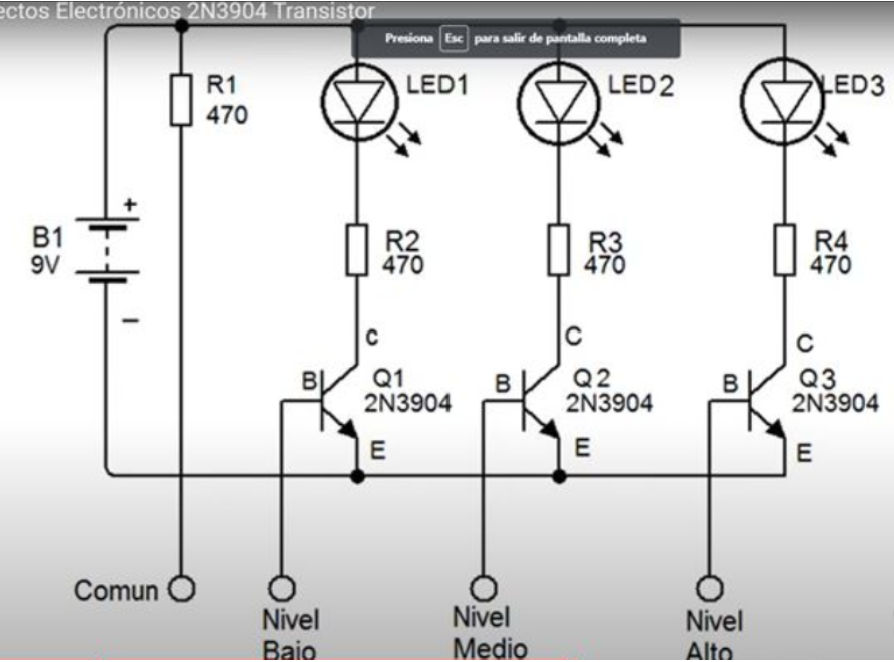 ectos Electrónicos 2N3904 Transistor
Presiona Esc para salir de pantalla completa
R1
470
LED1
LED2
LED3
+
B1
9V
–
R2
470
R3
470
R4
470
c
B
Q1
2N3904
E
C
B
Q2
2N3904
E
C
B
Q3
2N3904
E
Comun
Nivel
Bajo
Nivel
Medio
Nivel
Alto